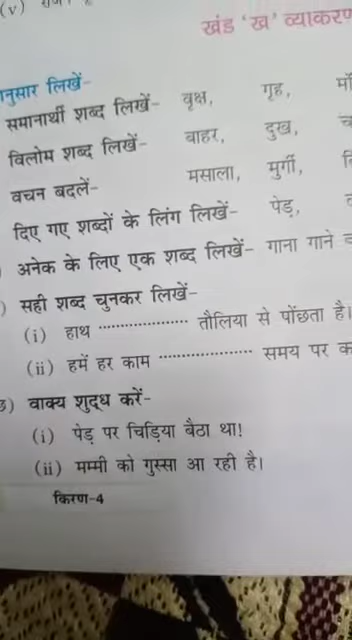 (v)
खंड 'ख' व्याकरण
लिखें-
समानार्थी शब्द लिखें- वृक्ष, गृह,
विलोम शब्द लिखें- बाहर, दुख,
वचन बदलें- मसाला, मुर्गी,
दिए गए शब्दों के लिंग लिखें- पेड़,
अनेक के लिए एक शब्द लिखें- गाना गाने
) सही शब्द चुनकर लिखें-
(i) हाथ ................... तौलिया से पोंछता है।
(ii) हमें हर काम .................... समय पर
) वाक्य शुद्ध करें-
(i) पेड़ पर चिड़िया बैठा था!
(ii) मम्मी को गुस्सा आ रही है।
किरण-4